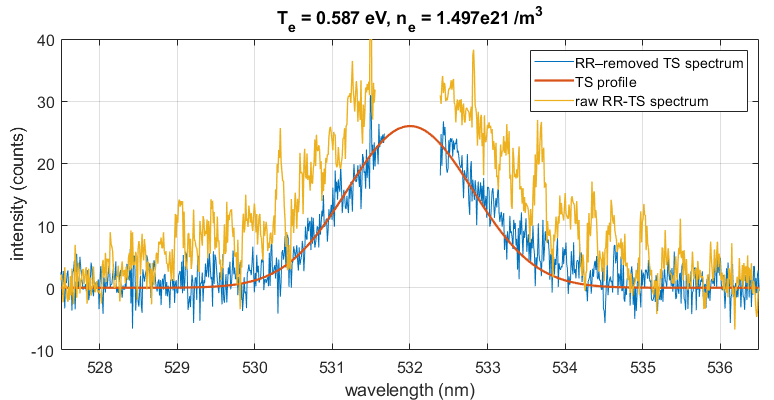 T_e = 0.587 eV, n_e = 1.497e21 /m^3
40
30
20
10
0
-10
intensity (counts)
RR–removed TS spectrum
TS profile
raw RR-TS spectrum
528 529 530 531 532 533 534 535 536
wavelength (nm)